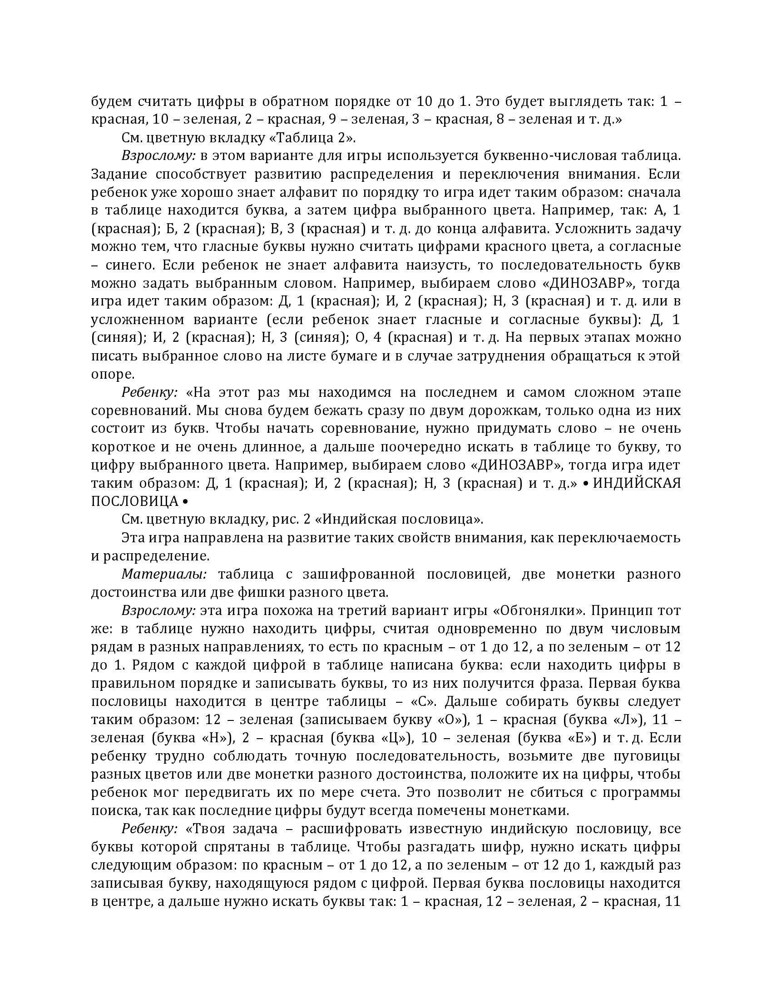 будем считать цифры в обратном порядке от 10 до 1. Это будет выглядеть так: 1 –
красная, 10 – зеленая, 2 – красная, 9 – зеленая, 3 – красная, 8 – зеленая и т. д.»
См. цветную вкладку «Таблица 2».
Взрослому: в этом варианте для игры используется буквенно-числовая таблица.
Задание способствует развитию распределения и переключения внимания. Если
ребенок уже хорошо знает алфавит по порядку то игра идет таким образом: сначала
в таблице находится буква, а затем цифра выбранного цвета. Например, так: А, 1
(красная); Б, 2 (красная); В, 3 (красная) и т. д. до конца алфавита. Усложнить задачу
можно тем, что гласные буквы нужно считать цифрами красного цвета, а согласные
– синего. Если ребенок не знает алфавита наизусть, то последовательность букв
можно задать выбранным словом. Например, выбираем слово «ДИНОЗАВР», тогда
игра идет таким образом: Д, 1 (красная); И, 2 (красная); Н, 3 (красная) и т. д. или в
усложненном варианте (если ребенок знает гласные и согласные буквы): Д, 1
(синяя); И, 2 (красная); Н, 3 (синяя); О, 4 (красная) и т. д. На первых этапах можно
писать выбранное слово на листе бумаге и в случае затруднения обращаться к этой
опоре.
Ребенку: «На этот раз мы находимся на последнем и самом сложном этапе
соревнований. Мы снова будем бежать сразу по двум дорожкам, только одна из них
состоит из букв. Чтобы начать соревнование, нужно придумать слово – не очень
короткое и не очень длинное, а дальше поочередно искать в таблице то букву, то
цифру выбранного цвета. Например, выбираем слово «ДИНОЗАВР», тогда игра идет
таким образом: Д, 1 (красная); И, 2 (красная); Н, 3 (красная) и т. д.» • ИНДИЙСКАЯ
ПОСЛОВИЦА •
См. цветную вкладку, рис. 2 «Индийская пословица».
Эта игра направлена на развитие таких свойств внимания, как переключаемость
и распределение.
Материалы: таблица с зашифрованной пословицей, две монетки разного
достоинства или две фишки разного цвета.
Взрослому: эта игра похожа на третий вариант игры «Обгонялки». Принцип тот
же: в таблице нужно находить цифры, считая одновременно по двум числовым
рядам в разных направлениях, то есть по красным – от 1 до 12, а по зеленым – от 12
до 1. Рядом с каждой цифрой в таблице написана буква: если находить цифры в
правильном порядке и записывать буквы, то из них получится фраза. Первая буква
пословицы находится в центре таблицы – «С». Дальше собирать буквы следует
таким образом: 12 – зеленая (записываем букву «О»), 1 – красная (буква «Л»), 11 –
зеленая (буква «Н»), 2 – красная (буква «Ц»), 10 – зеленая (буква «Е») и т. д. Если
ребенку трудно соблюдать точную последовательность, возьмите две пуговицы
разных цветов или две монетки разного достоинства, положите их на цифры, чтобы
ребенок мог передвигать их по мере счета. Это позволит не сбиться с программы
поиска, так как последние цифры будут всегда помечены монетками.
Ребенку: «Твоя задача – расшифровать известную индийскую пословицу, все
буквы которой спрятаны в таблице. Чтобы разгадать шифр, нужно искать цифры
следующим образом: по красным – от 1 до 12, а по зеленым – от 12 до 1, каждый раз
записывая букву, находящуюся рядом с цифрой. Первая буква пословицы находится
в центре, а дальше нужно искать буквы так: 1 – красная, 12 – зеленая, 2 – красная, 11